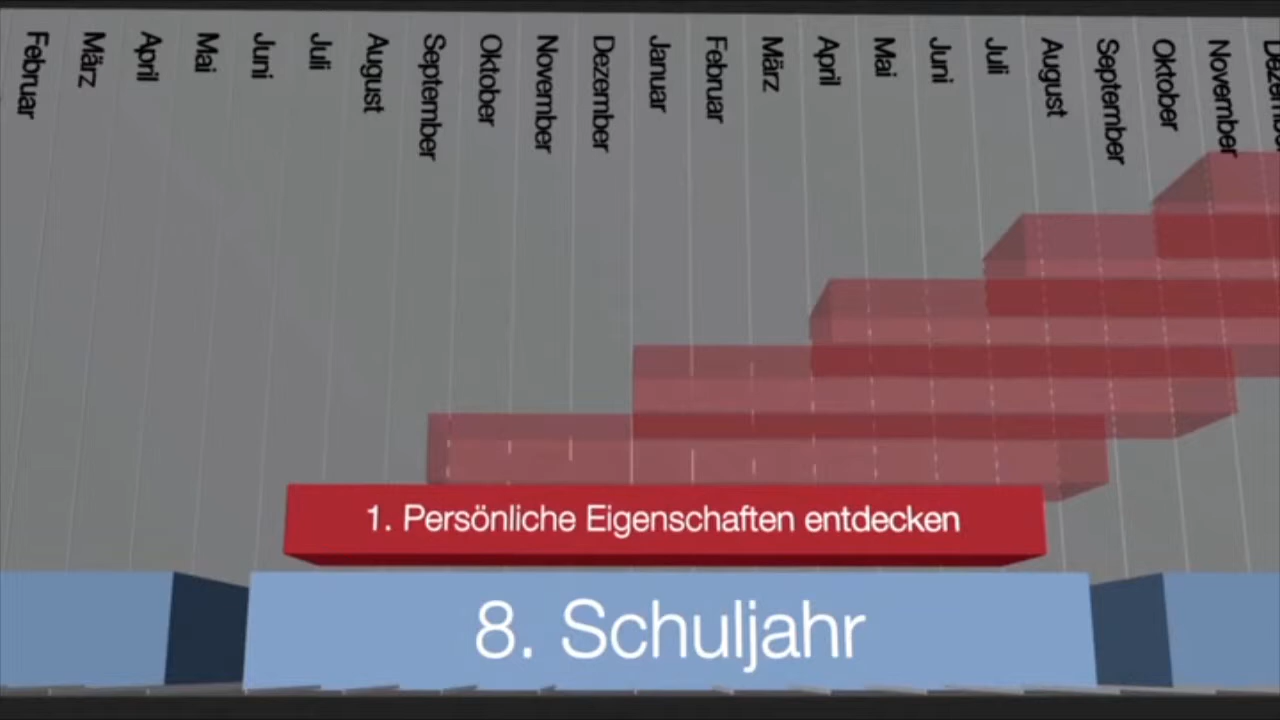 Februar
März
April
Mai
Juni
Juli
August
September
Oktober
November
Dezember
Januar
Februar
März
April
Mai
Juni
Juli
August
September
Oktober
November
Dezember
1. Persönliche Eigenschaften entdecken
8. Schuljahr